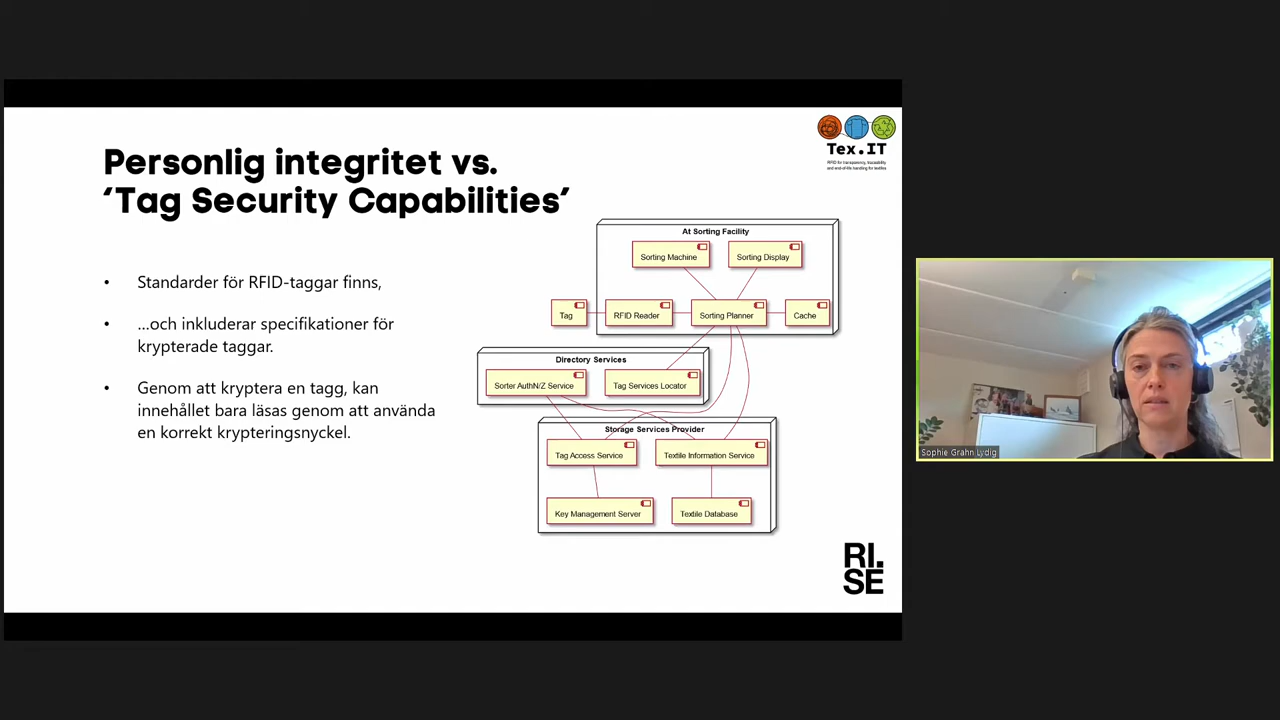 Personlig integritet vs.
‘Tag Security Capabilities’
Tex.IT
RFID for transparency, traceability
and end-of-life handling for textiles
• Standarder för RFID-taggar finns,
• ...och inkluderar specifikationer för
krypterade taggar.
• Genom att kryptera en tagg, kan
innehållet bara läsas genom att använda
en korrekt krypteringsnyckel.
At Sorting Facility
Sorting Machine
Sorting Display
Tag
RFID Reader
Sorting Planner
Cache
Directory Services
Sorter AuthN/Z Service
Tag Services Locator
Storage Services Provider
Tag Access Service
Textile Information Service
Key Management Server
Textile Database
RI.
SE
Sophie Grahn Lydig